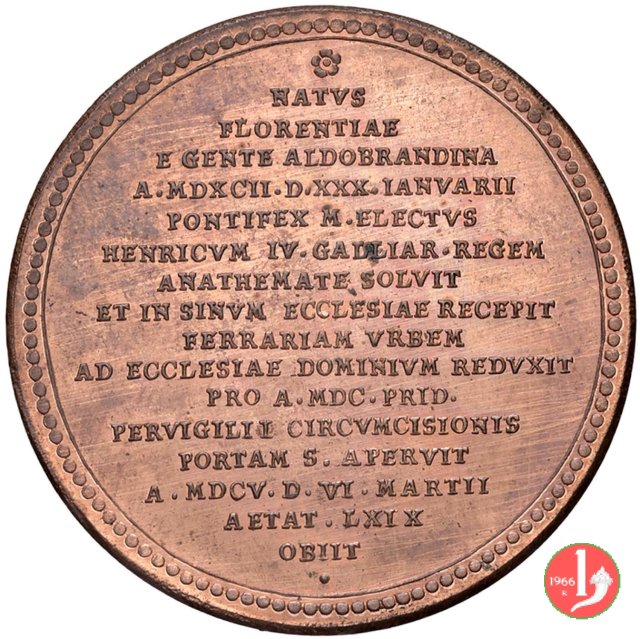 NATVS
FLORENTIAE
E GENTE ALDOBRANDINA
A·MDXCII·D·XXX·IANVARII
PONTIFEX M·ELECTVS
HENRICVM IV·GALLIAR·REGEM
ANATHEMATE SOLVIT
ET IN SINVM ECCLESIAE RECEPIT
FERRARIAM VRBEM
AD ECCLESIAE DOMINIVM REDVXIT
PRO A·MDC·PRID.
PERVIGILII CIRCVMCISIONIS
PORTAM S. APERVIT
A·MDCV·D·VI·MARTII
AETAT·LXIX
OBIIT
1966
R